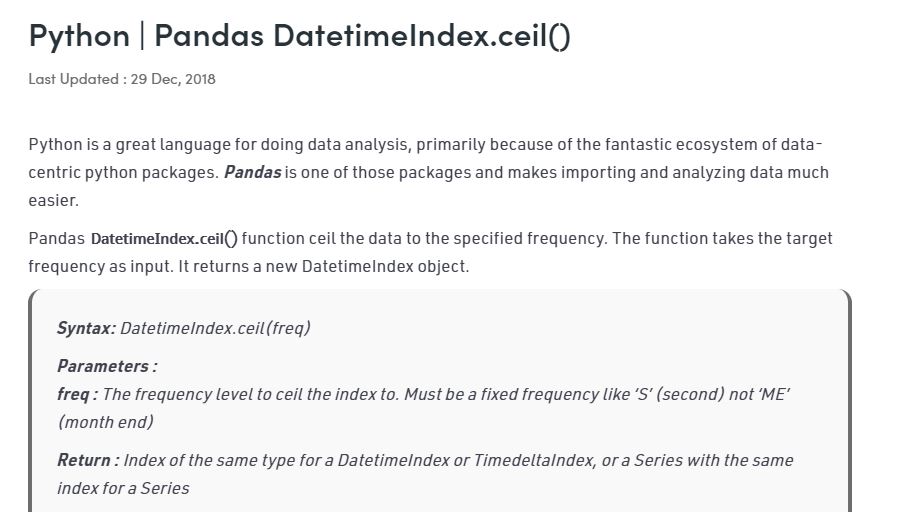 Python | Pandas DatetimeIndex.ceil()
Last Updated : 29 Dec, 2018
Python is a great language for doing data analysis, primarily because of the fantastic ecosystem of data-
centric python packages. Pandas is one of those packages and makes importing and analyzing data much
easier.
Pandas DatetimeIndex.ceil() function ceil the data to the specified frequency. The function takes the target
frequency as input. It returns a new DatetimeIndex object.
Syntax: DatetimeIndex.ceil(freq)
Parameters :
freq : The frequency level to ceil the index to. Must be a fixed frequency like ‘S’ (second) not ‘ME’
(month end)
Return : Index of the same type for a DatetimeIndex or TimedeltaIndex, or a Series with the same
index for a Series